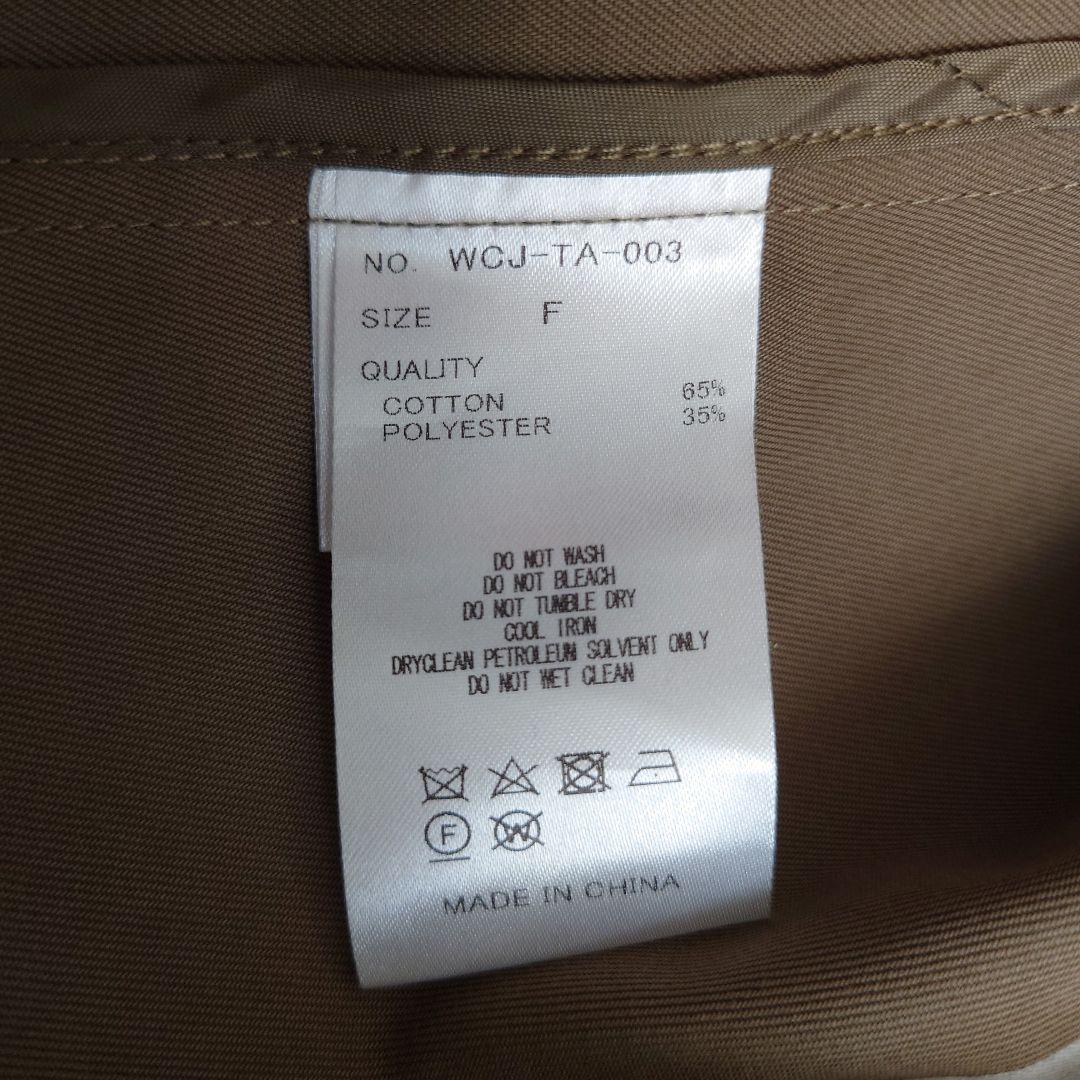 NO. WCJ-TA-003
SIZE F
QUALITY
COTTON 65%
POLYESTER 35%
DO NOT WASH
DO NOT BLEACH
DO NOT TUMBLE DRY
COOL IRON
DRYCLEAN PETROLEUM SOLVENT ONLY
DO NOT WET CLEAN
F W
MADE IN CHINA